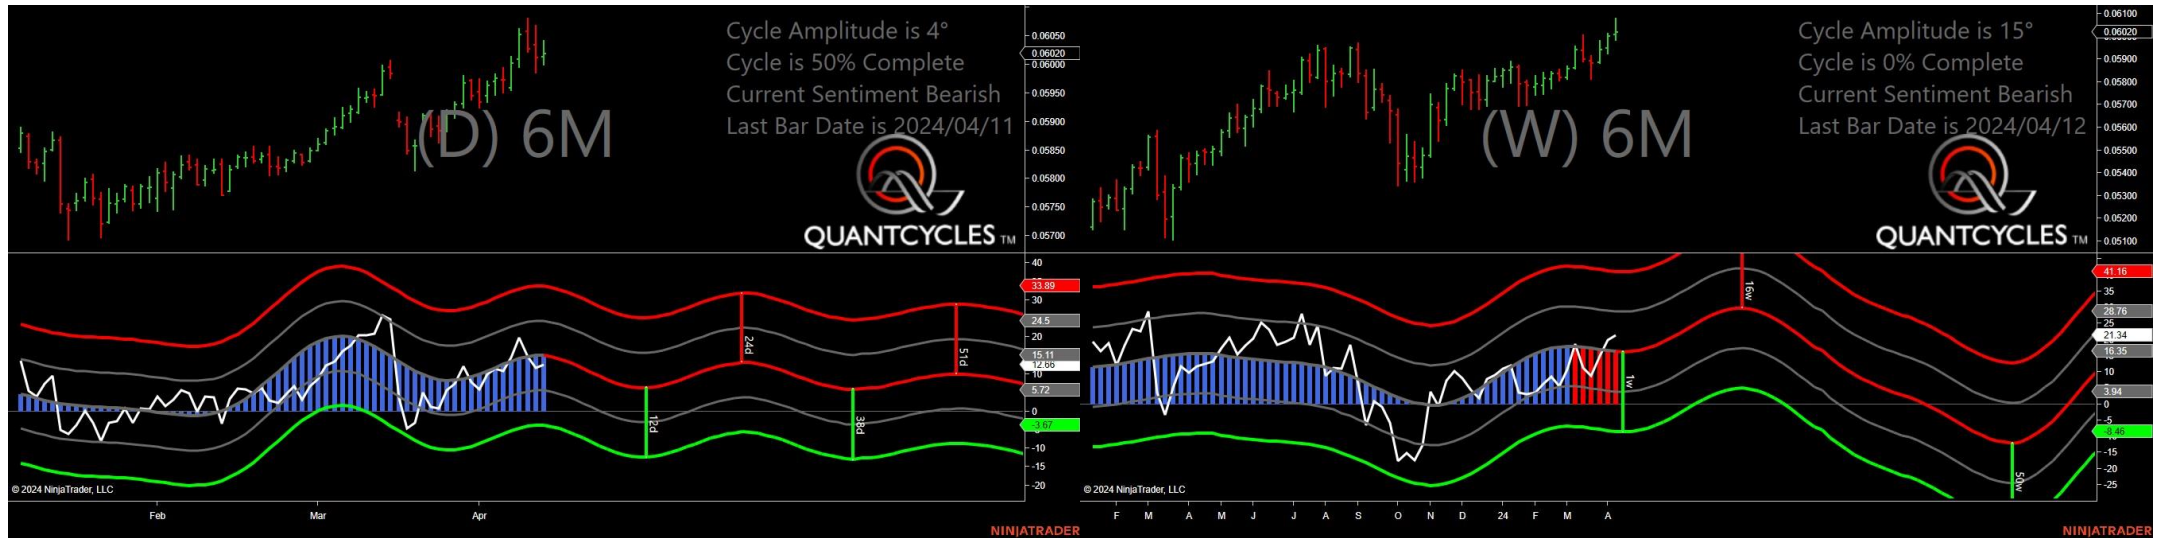 Cycle Amplitude is 4°
Cycle is 50% Complete
Current Sentiment Bearish
Last Bar Date is 2024/04/11
(D) 6M
QUANTCYCLES TM
0.06050
0.06020
0.06000
0.05950
0.05900
0.05850
0.05800
0.05750
0.05700
40
33.89
30
24.5
20
15.11
12.66
10
5.72
0
-3.67
-10
-15
-20
12d
24d
38d
51d
© 2024 NinjaTrader, LLC
Feb Mar Apr
NINJATRADER
Cycle Amplitude is 15°
Cycle is 0% Complete
Current Sentiment Bearish
Last Bar Date is 2024/04/12
(W) 6M
QUANTCYCLES TM
0.06100
0.06020
0.05900
0.05800
0.05700
0.05600
0.05500
0.05400
0.05300
0.05200
0.05100
41.16
35
28.76
25
21.34
16.35
10
3.94
0
-5
-8.46
-15
-25
1w
16w
50w
© 2024 NinjaTrader, LLC
F M A M J J A S O N D 24 F M A
NINJATRADER